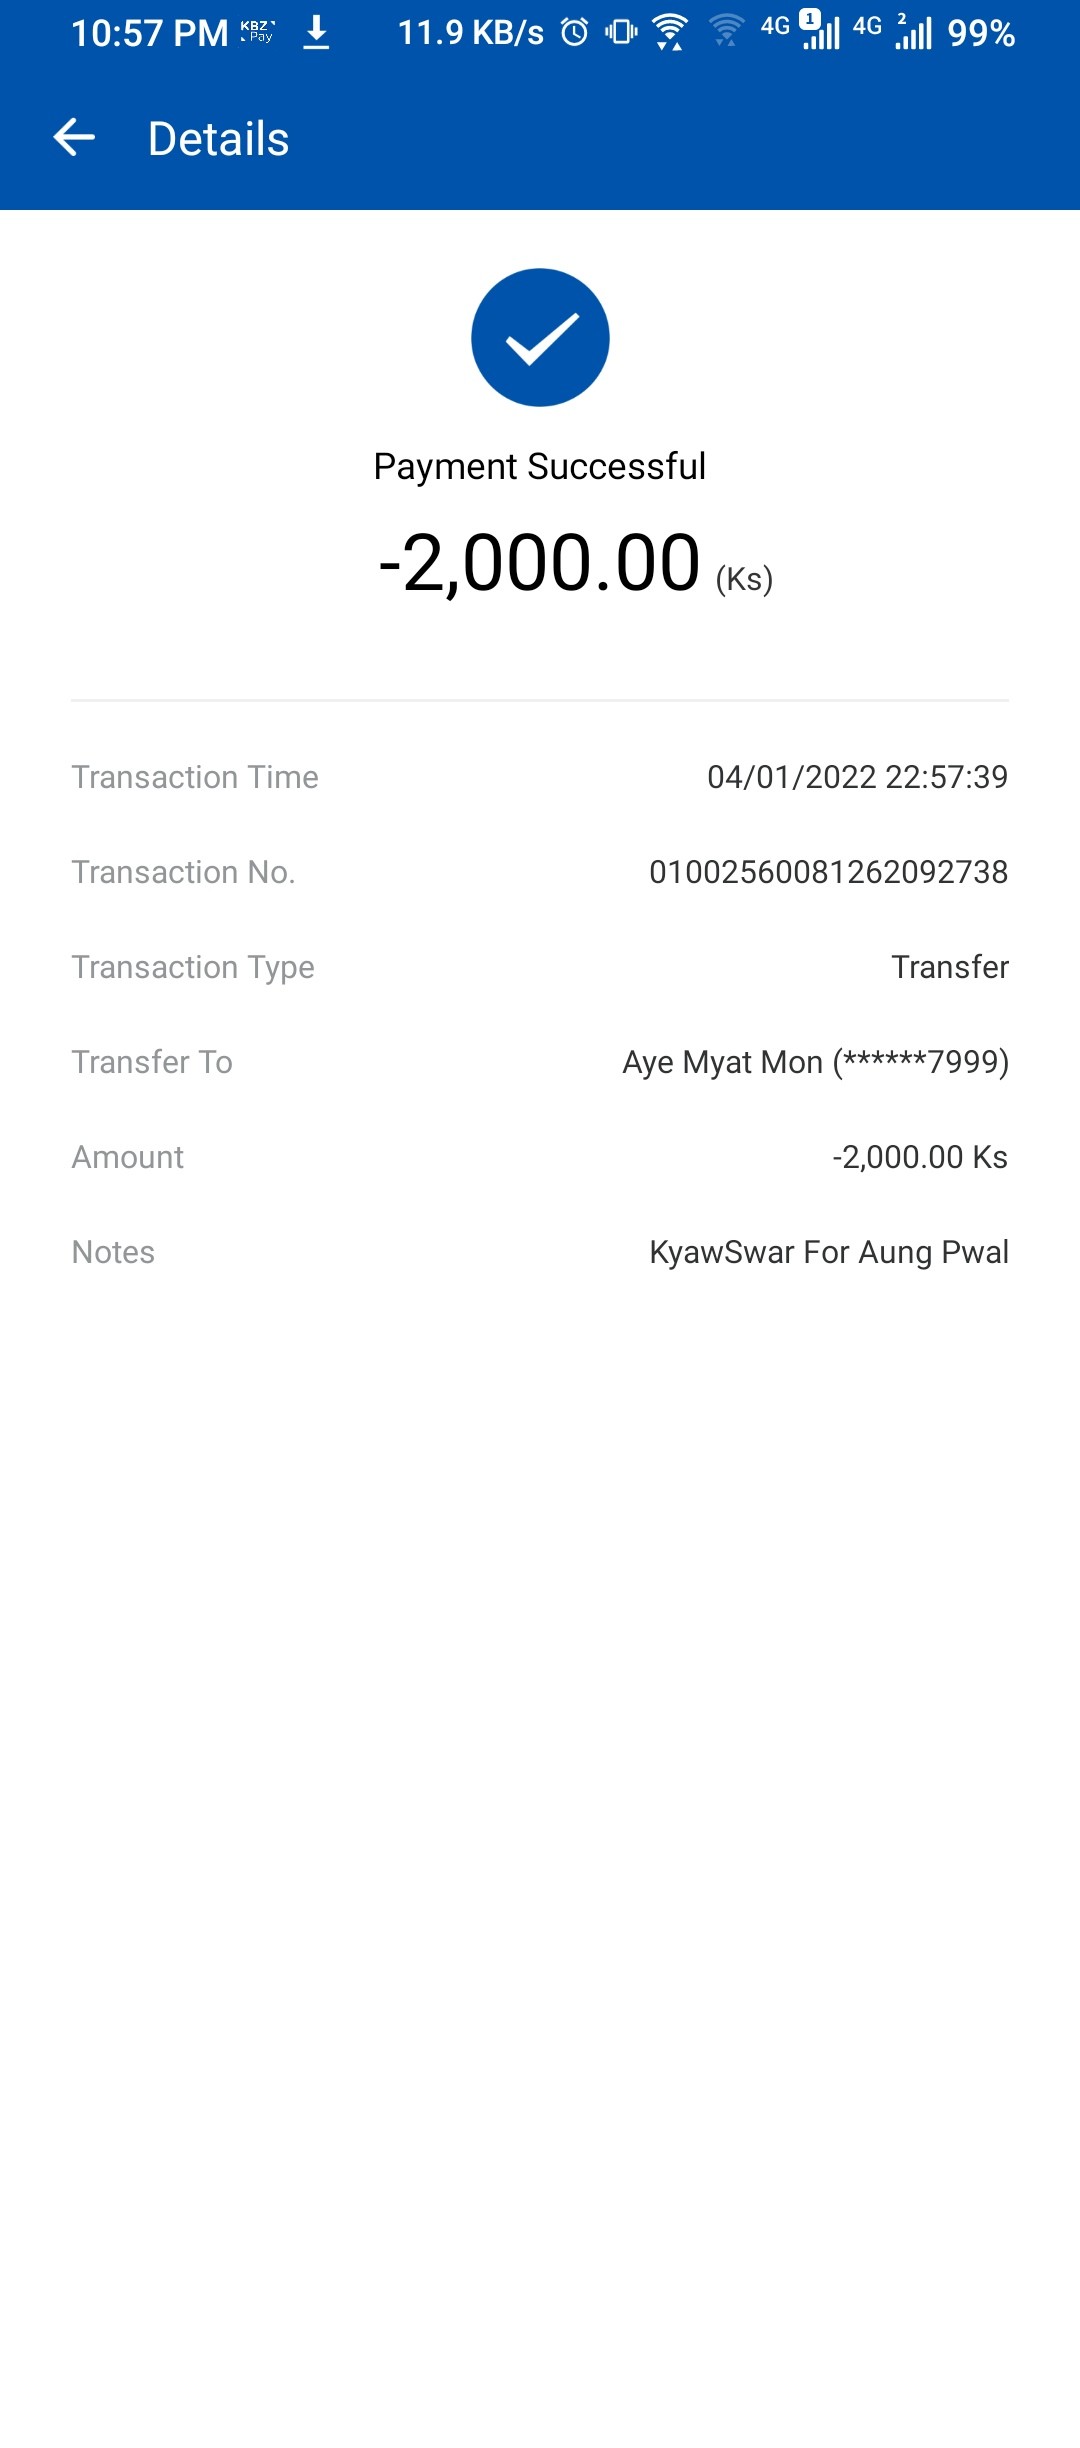 10:57 PM KBZ Pay 11.9 KB/s 4G 1 4G 2 99%
Details
Payment Successful
-2,000.00 (Ks)
Transaction Time 04/01/2022 22:57:39
Transaction No. 01002560081262092738
Transaction Type Transfer
Transfer To Aye Myat Mon (******7999)
Amount -2,000.00 Ks
Notes KyawSwar For Aung Pwal